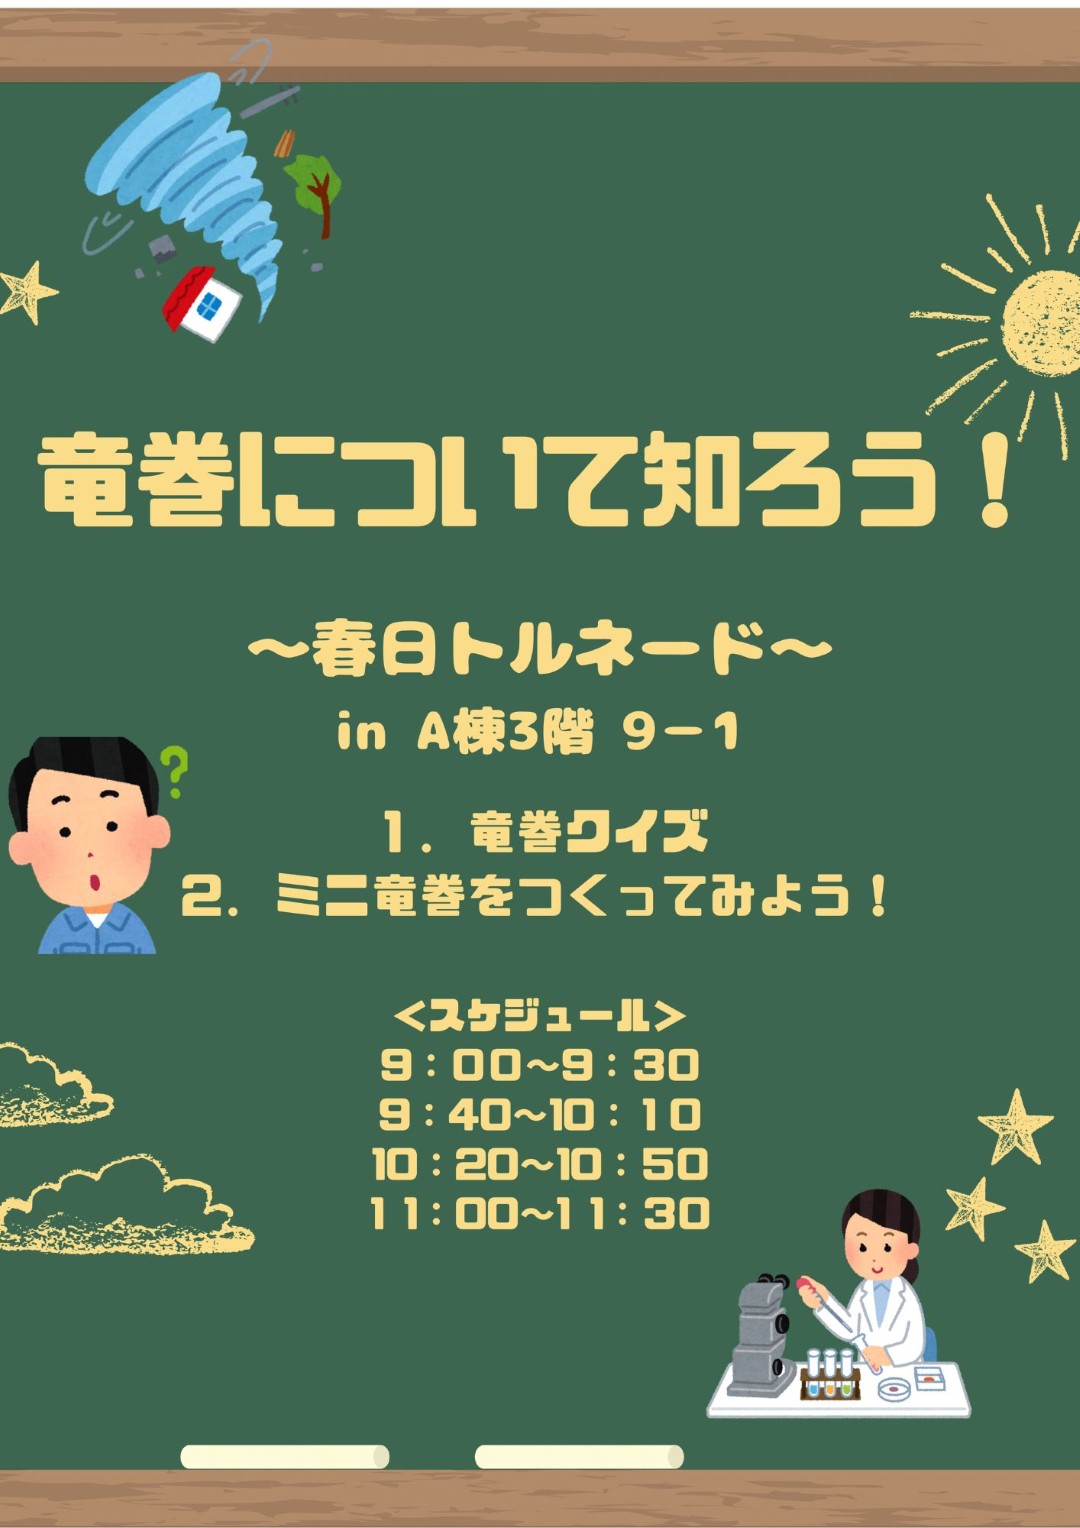 竜巻について知ろう！
～春日トルネード～
in A棟3階 9－1
1. 竜巻クイズ
2. ミニ竜巻をつくってみよう！
＜スケジュール＞
9：00～9：30
9：40～10：10
10：20～10：50
11：00～11：30